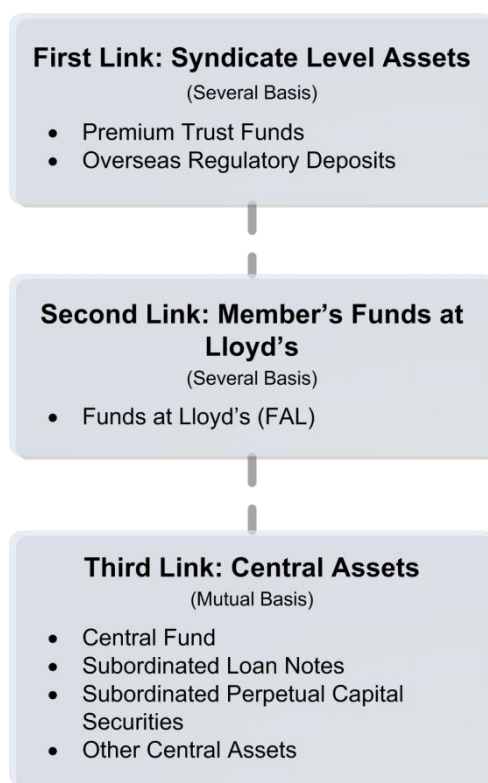 First Link: Syndicate Level Assets
(Several Basis)
• Premium Trust Funds
• Overseas Regulatory Deposits
Second Link: Member’s Funds at
Lloyd’s
(Several Basis)
• Funds at Lloyd’s (FAL)
Third Link: Central Assets
(Mutual Basis)
• Central Fund
• Subordinated Loan Notes
• Subordinated Perpetual Capital
Securities
• Other Central Assets